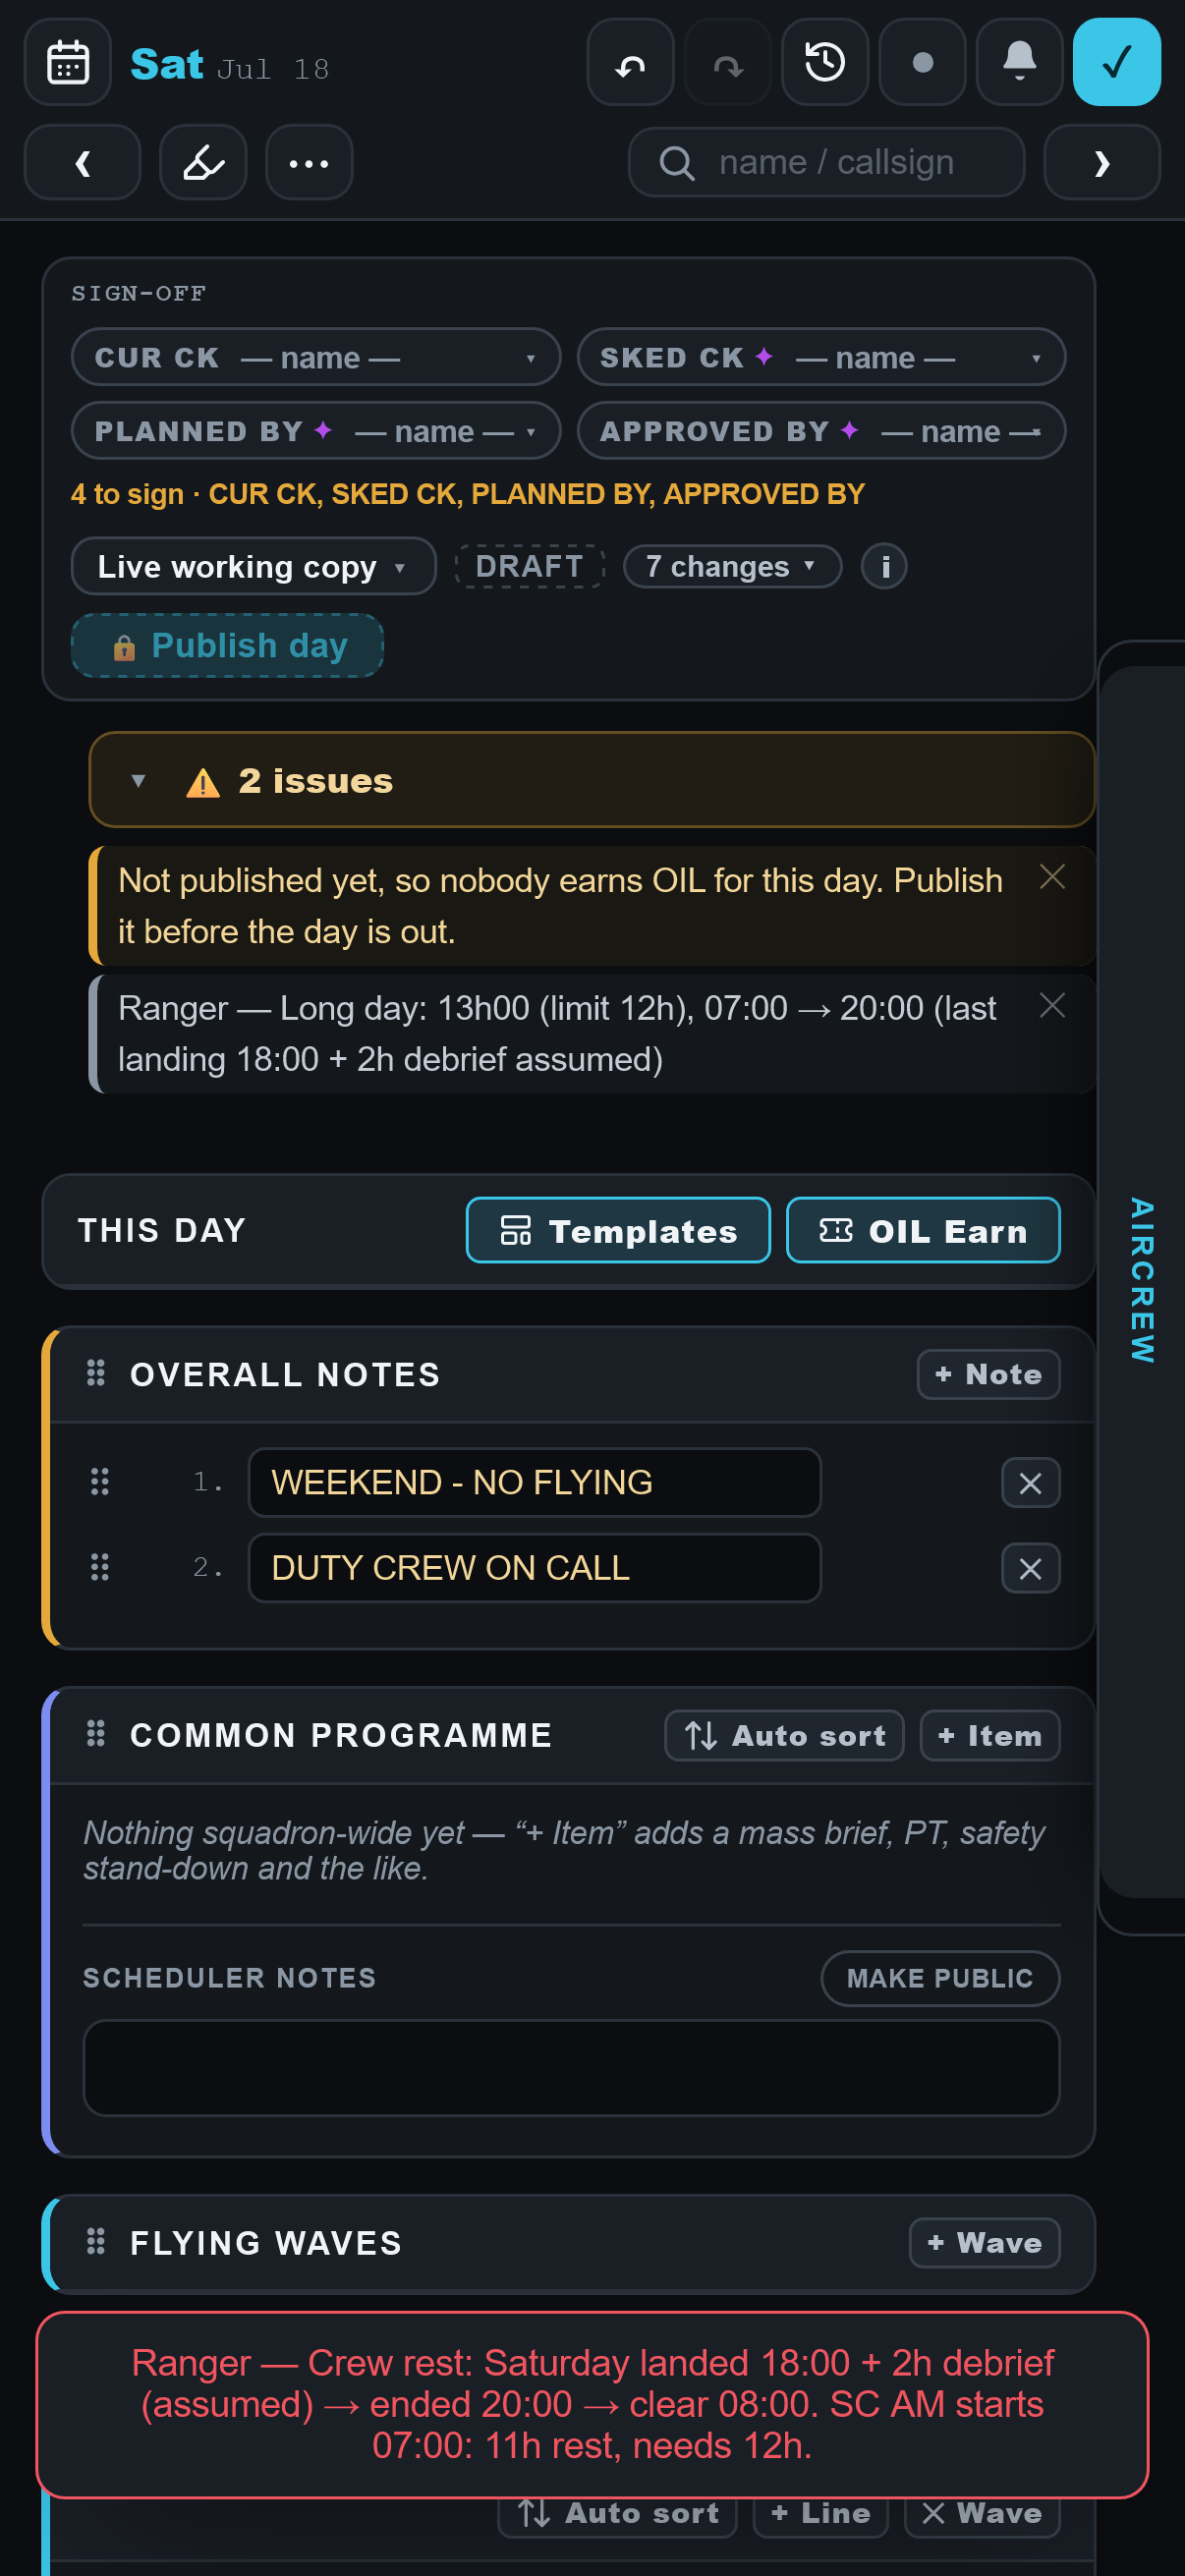 Sat Jul 18
name / callsign
SIGN-OFF
CUR CK — name —
SKED CK — name —
PLANNED BY — name —
APPROVED BY — name —
4 to sign · CUR CK, SKED CK, PLANNED BY, APPROVED BY
Live working copy
DRAFT
7 changes
i
Publish day
2 issues
Not published yet, so nobody earns OIL for this day. Publish
it before the day is out.
Ranger — Long day: 13h00 (limit 12h), 07:00 → 20:00 (last
landing 18:00 + 2h debrief assumed)
AIRCREW
THIS DAY
Templates
OIL Earn
OVERALL NOTES
+ Note
1. WEEKEND - NO FLYING
2. DUTY CREW ON CALL
COMMON PROGRAMME
Auto sort
+ Item
Nothing squadron-wide yet — “+ Item” adds a mass brief, PT, safety
stand-down and the like.
SCHEDULER NOTES
MAKE PUBLIC
FLYING WAVES
+ Wave
Ranger — Crew rest: Saturday landed 18:00 + 2h debrief
(assumed) → ended 20:00 → clear 08:00. SC AM starts
07:00: 11h rest, needs 12h.
Auto sort
+ Line
× Wave